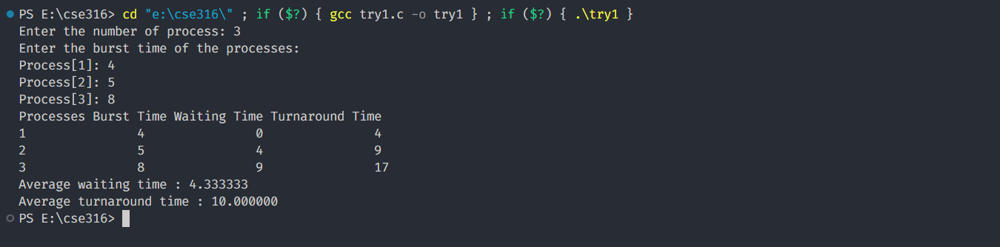 PS E:\cse316> cd "e:\cse316\" ; if ($?) { gcc try1.c -o try1 } ; if ($?) { .\try1 }
Enter the number of process: 3
Enter the burst time of the processes:
Process[1]: 4
Process[2]: 5
Process[3]: 8
Processes Burst Time Waiting Time Turnaround Time
1               4               0               4
2               5               4               9
3               8               9               17
Average waiting time : 4.333333
Average turnaround time : 10.000000
PS E:\cse316>